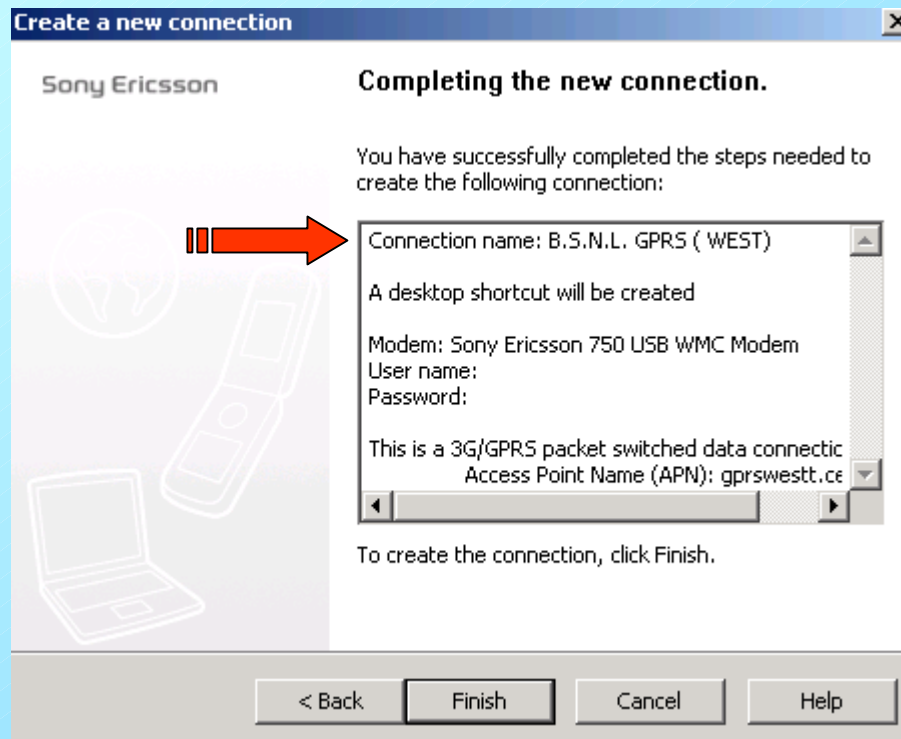 Create a new connection
Sony Ericsson
Completing the new connection.
You have successfully completed the steps needed to
create the following connection:
Connection name: B.S.N.L. GPRS ( WEST)
A desktop shortcut will be created
Modem: Sony Ericsson 750 USB WMC Modem
User name:
Password:
This is a 3G/GPRS packet switched data connectic
Access Point Name (APN): gprswestt.ce
To create the connection, click Finish.
< Back Finish Cancel Help